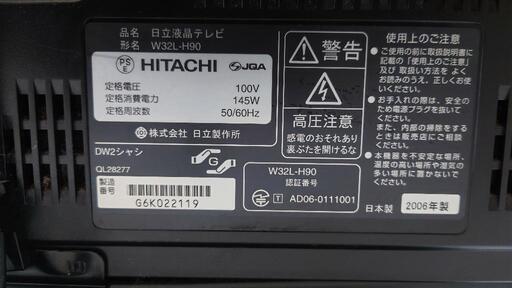 品名 日立液晶テレビ
形名 W32L-H90
PS
E
HITACHI
JQA
定格電圧 100V
定格消費電力 145W
定格周波数 50/60Hz
株式会社 日立製作所
DW2シャシ
G
QL28277
製造
番号
G6K022119
警告
高圧注意
感電のおそれあり
裏ぶたを開けるな
W32L-H90
認証番号
T AD06-0111001
使用上のご注意
●ご使用の前に取扱説明書に
記載の「使用上のご注意」
及び 取扱い方法を よく
お読みのうえ、正しくお使い
ください。
●お手入れの際は、安全のた
め電源プラグを抜いてくだ
さい。
また、内部の掃除をするとき
は販売店にご相談ください。
●本機器を不安定な場所、
温度の高い場所や湿気の
多い場所に置かないで
ください。
日本製
2006年製